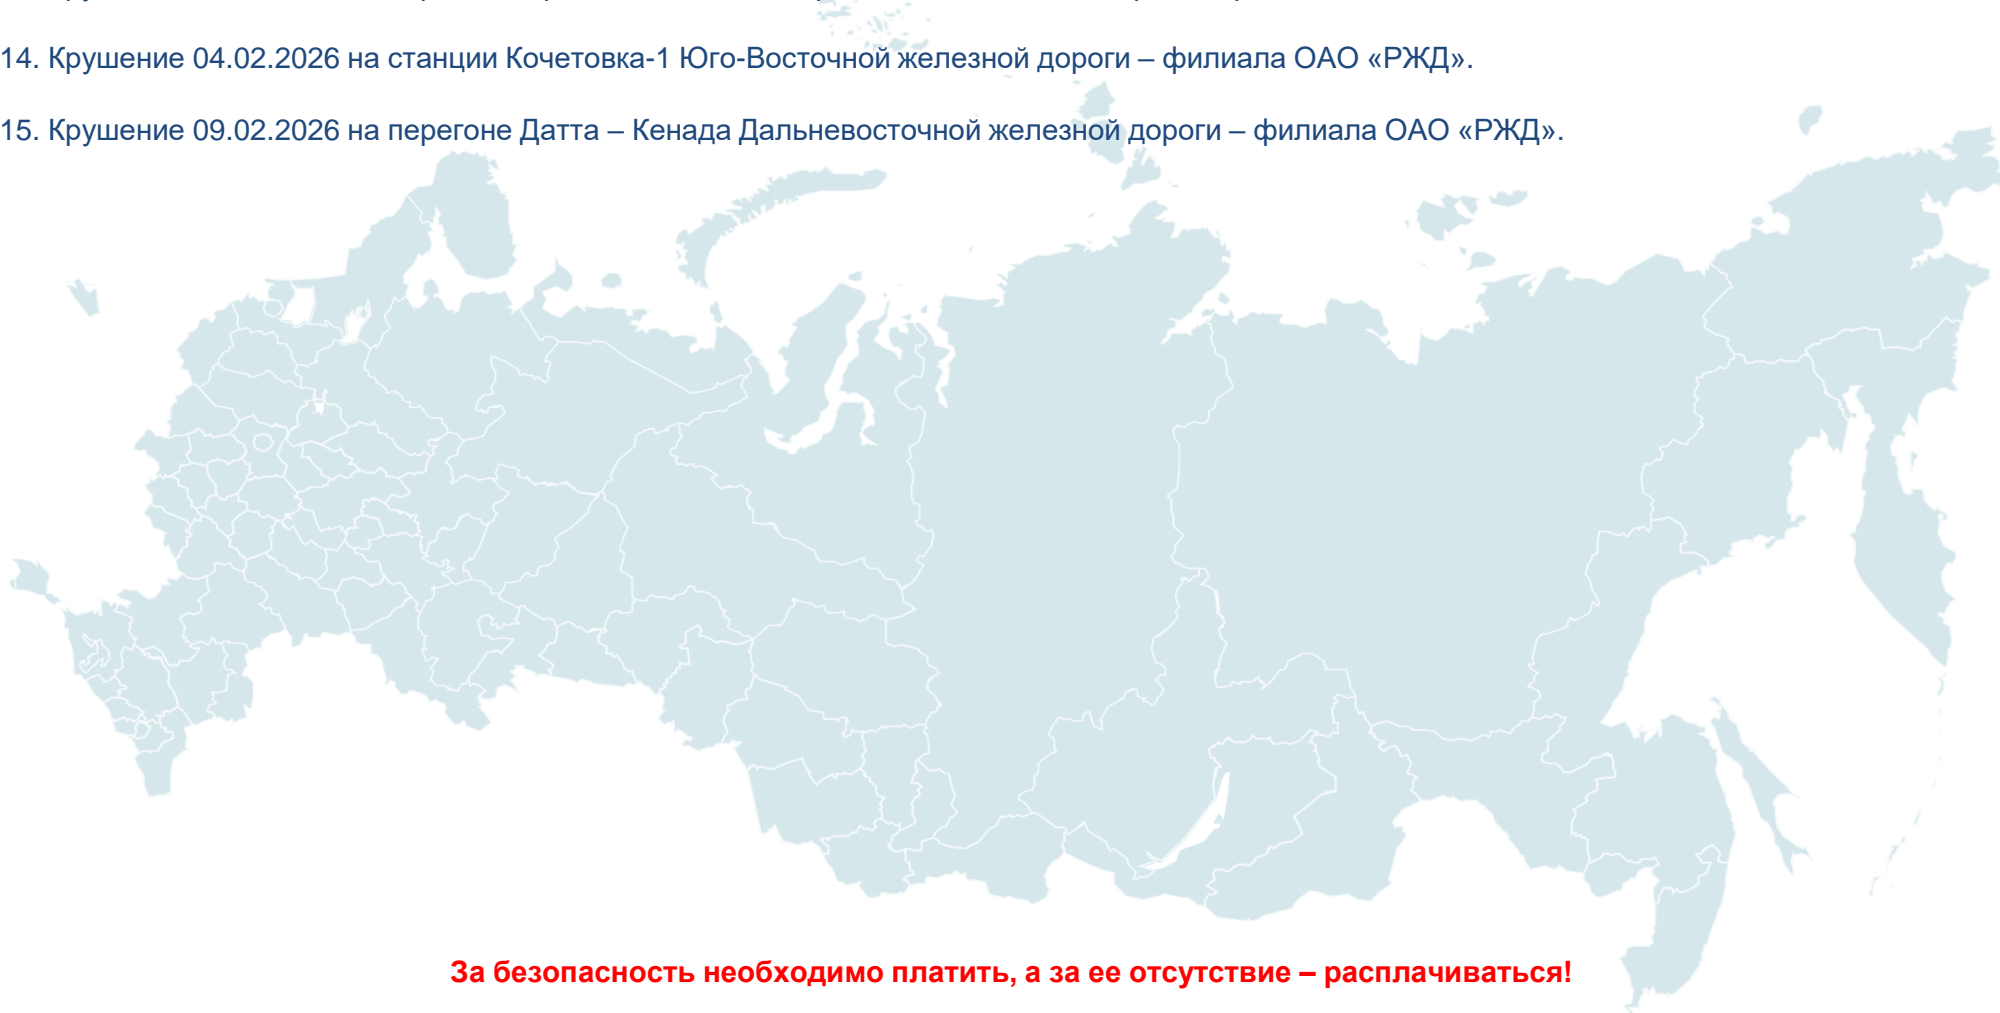 14. Крушение 04.02.2026 на станции Кочетовка-1 Юго-Восточной железной дороги – филиала ОАО «РЖД».
15. Крушение 09.02.2026 на перегоне Датта – Кенада Дальневосточной железной дороги – филиала ОАО «РЖД».
За безопасность необходимо платить, а за ее отсутствие – расплачиваться!